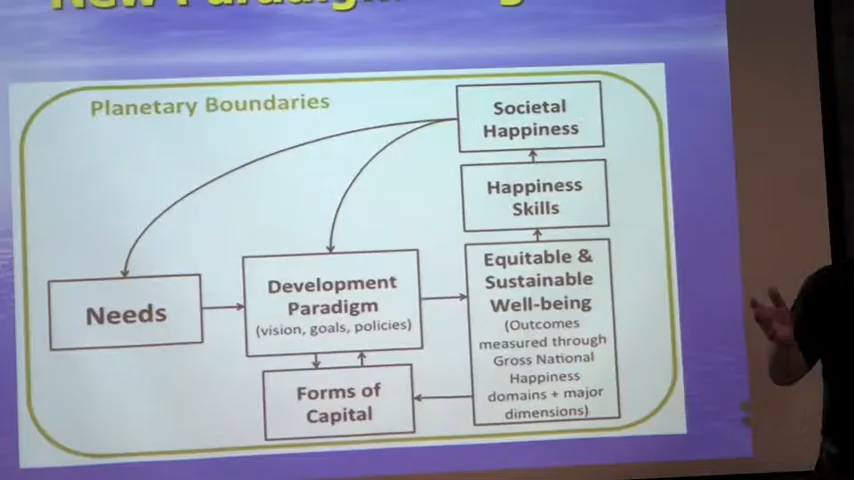 New Paradigm
Planetary Boundaries
Societal
Happiness
Happiness
Skills
Equitable &
Sustainable
Well-being
(Outcomes
measured through
Gross National
Happiness
domains + major
dimensions)
Development
Paradigm
(vision, goals, policies)
Needs
Forms of
Capital